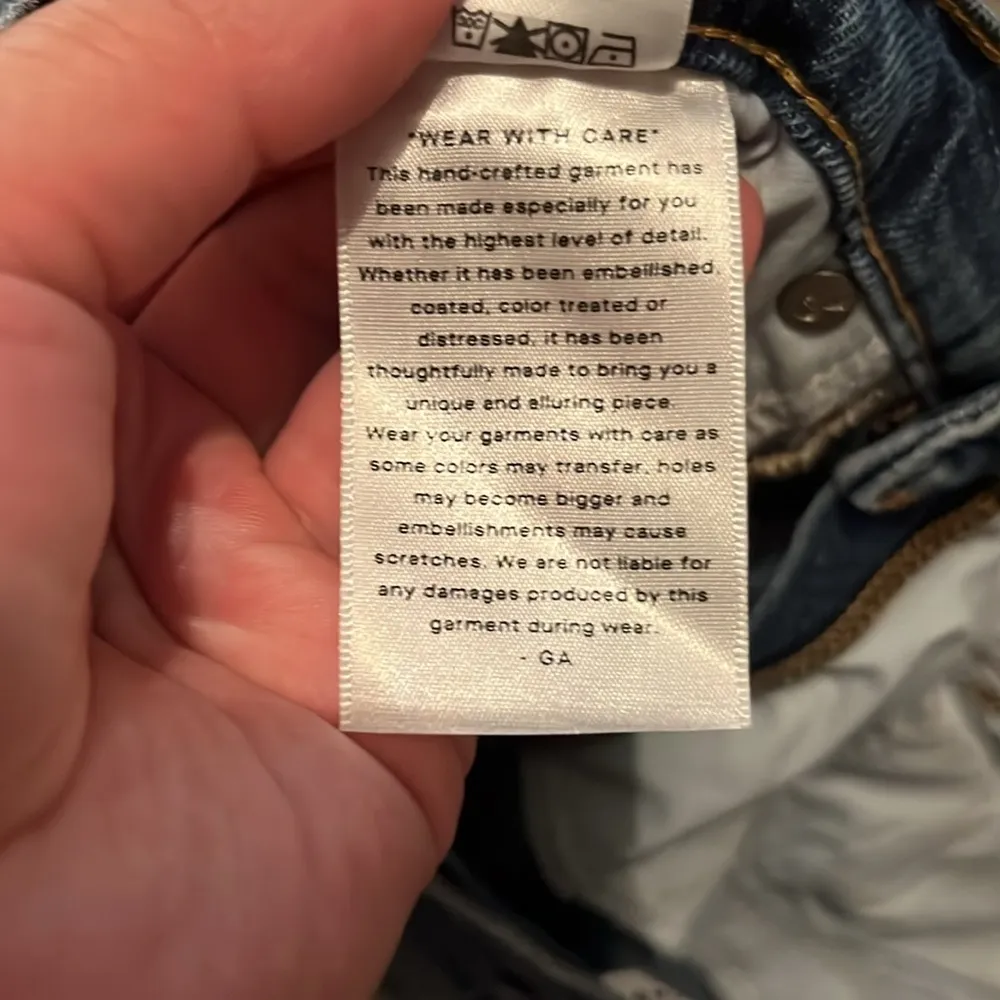 "WEAR WITH CARE"
This hand-crafted garment has
been made especially for you
with the highest level of detail.
Whether it has been embellished,
coated, color treated or
distressed, it has been
thoughtfully made to bring you a
unique and alluring piece.
Wear your garments with care as
some colors may transfer, holes
may become bigger and
embellishments may cause
scratches. We are not liable for
any damages produced by this
garment during wear.
- GA